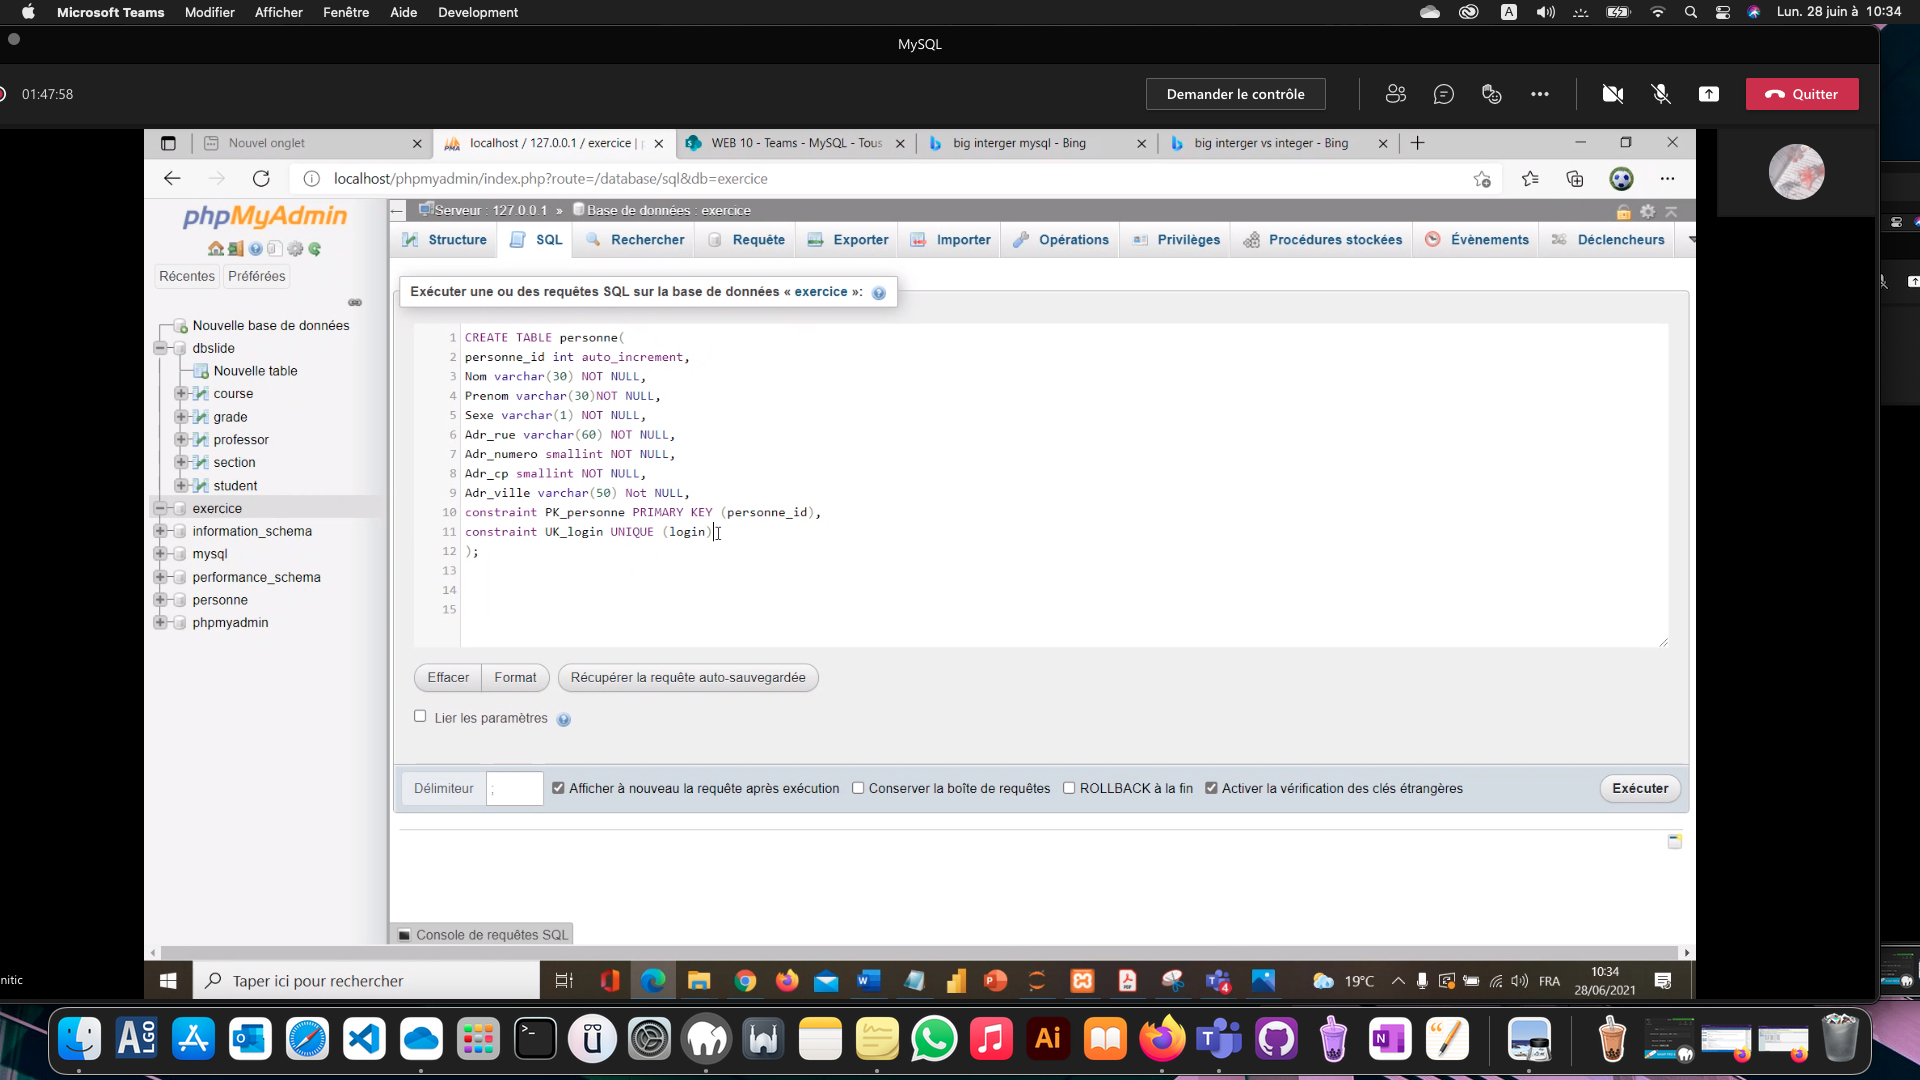 Microsoft Teams Modifier Afficher Fenêtre Aide Development A Lun. 28 juin à 10:34
MySQL
01:47:58 Demander le contrôle Quitter
Nouvel onglet localhost / 127.0.0.1 / exercice | WEB 10 - Teams - MySQL - Tous big interger mysql - Bing big interger vs integer - Bing
localhost/phpmyadmin/index.php?route=/database/sql&db=exercice
phpMyAdmin
Serveur : 127.0.0.1 » Base de données : exercice
Structure SQL Rechercher Requête Exporter Importer Opérations Privilèges Procédures stockées Évènements Déclencheurs
Récentes Préférées
Exécuter une ou des requêtes SQL sur la base de données « exercice »:
Nouvelle base de données
dbslide
Nouvelle table
course
grade
professor
section
student
exercice
information_schema
mysql
performance_schema
personne
phpmyadmin
1 CREATE TABLE personne(
2 personne_id int auto_increment,
3 Nom varchar(30) NOT NULL,
4 Prenom varchar(30)NOT NULL,
5 Sexe varchar(1) NOT NULL,
6 Adr_rue varchar(60) NOT NULL,
7 Adr_numero smallint NOT NULL,
8 Adr_cp smallint NOT NULL,
9 Adr_ville varchar(50) Not NULL,
10 constraint PK_personne PRIMARY KEY (personne_id),
11 constraint UK_login UNIQUE (login)
12 );
13
14
15
Effacer Format Récupérer la requête auto-sauvegardée
Lier les paramètres
Délimiteur ; Afficher à nouveau la requête après exécution Conserver la boîte de requêtes ROLLBACK à la fin Activer la vérification des clés étrangères Exécuter
Console de requêtes SQL
nitic
Taper ici pour rechercher 4 19°C FRA 10:34
28/06/2021
ALGO Ai N